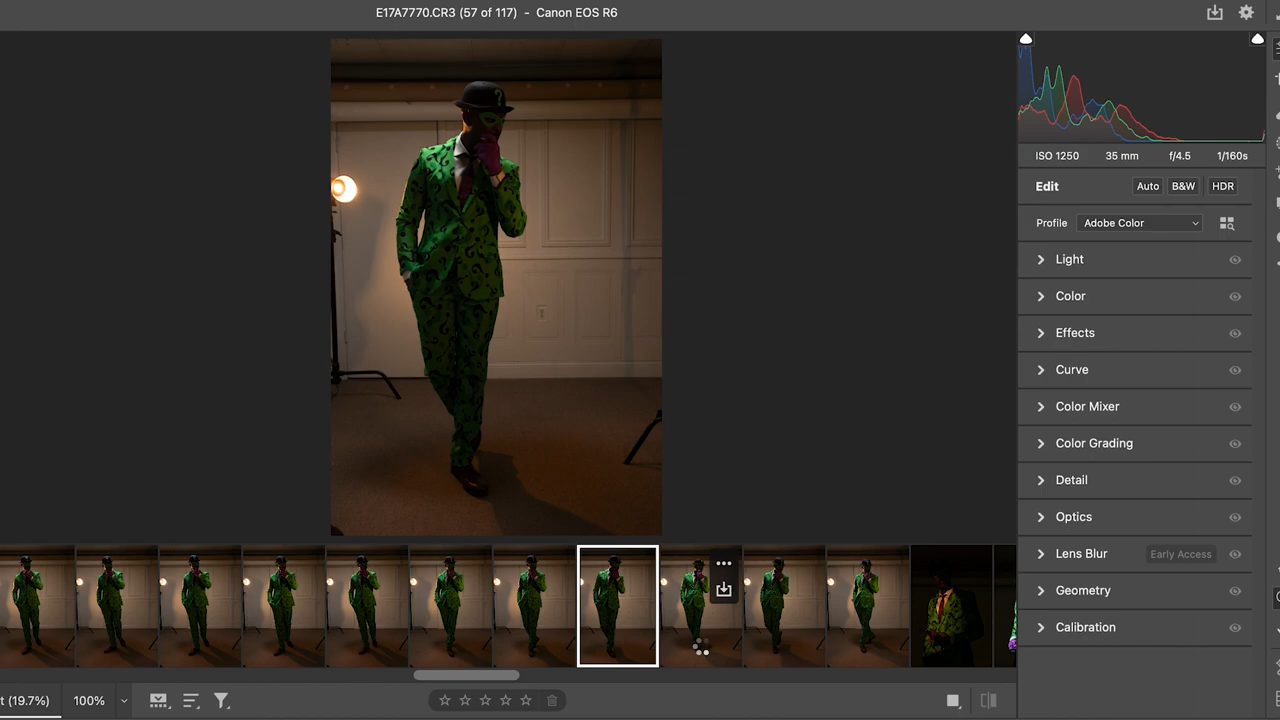 E17A7770.CR3 (57 of 117) - Canon EOS R6
ISO 1250 35 mm f/4.5 1/160s
Edit Auto B&W HDR
Profile Adobe Color
Light
Color
Effects
Curve
Color Mixer
Color Grading
Detail
Optics
Lens Blur Early Access
Geometry
Calibration
?
t (19.7%) 100%